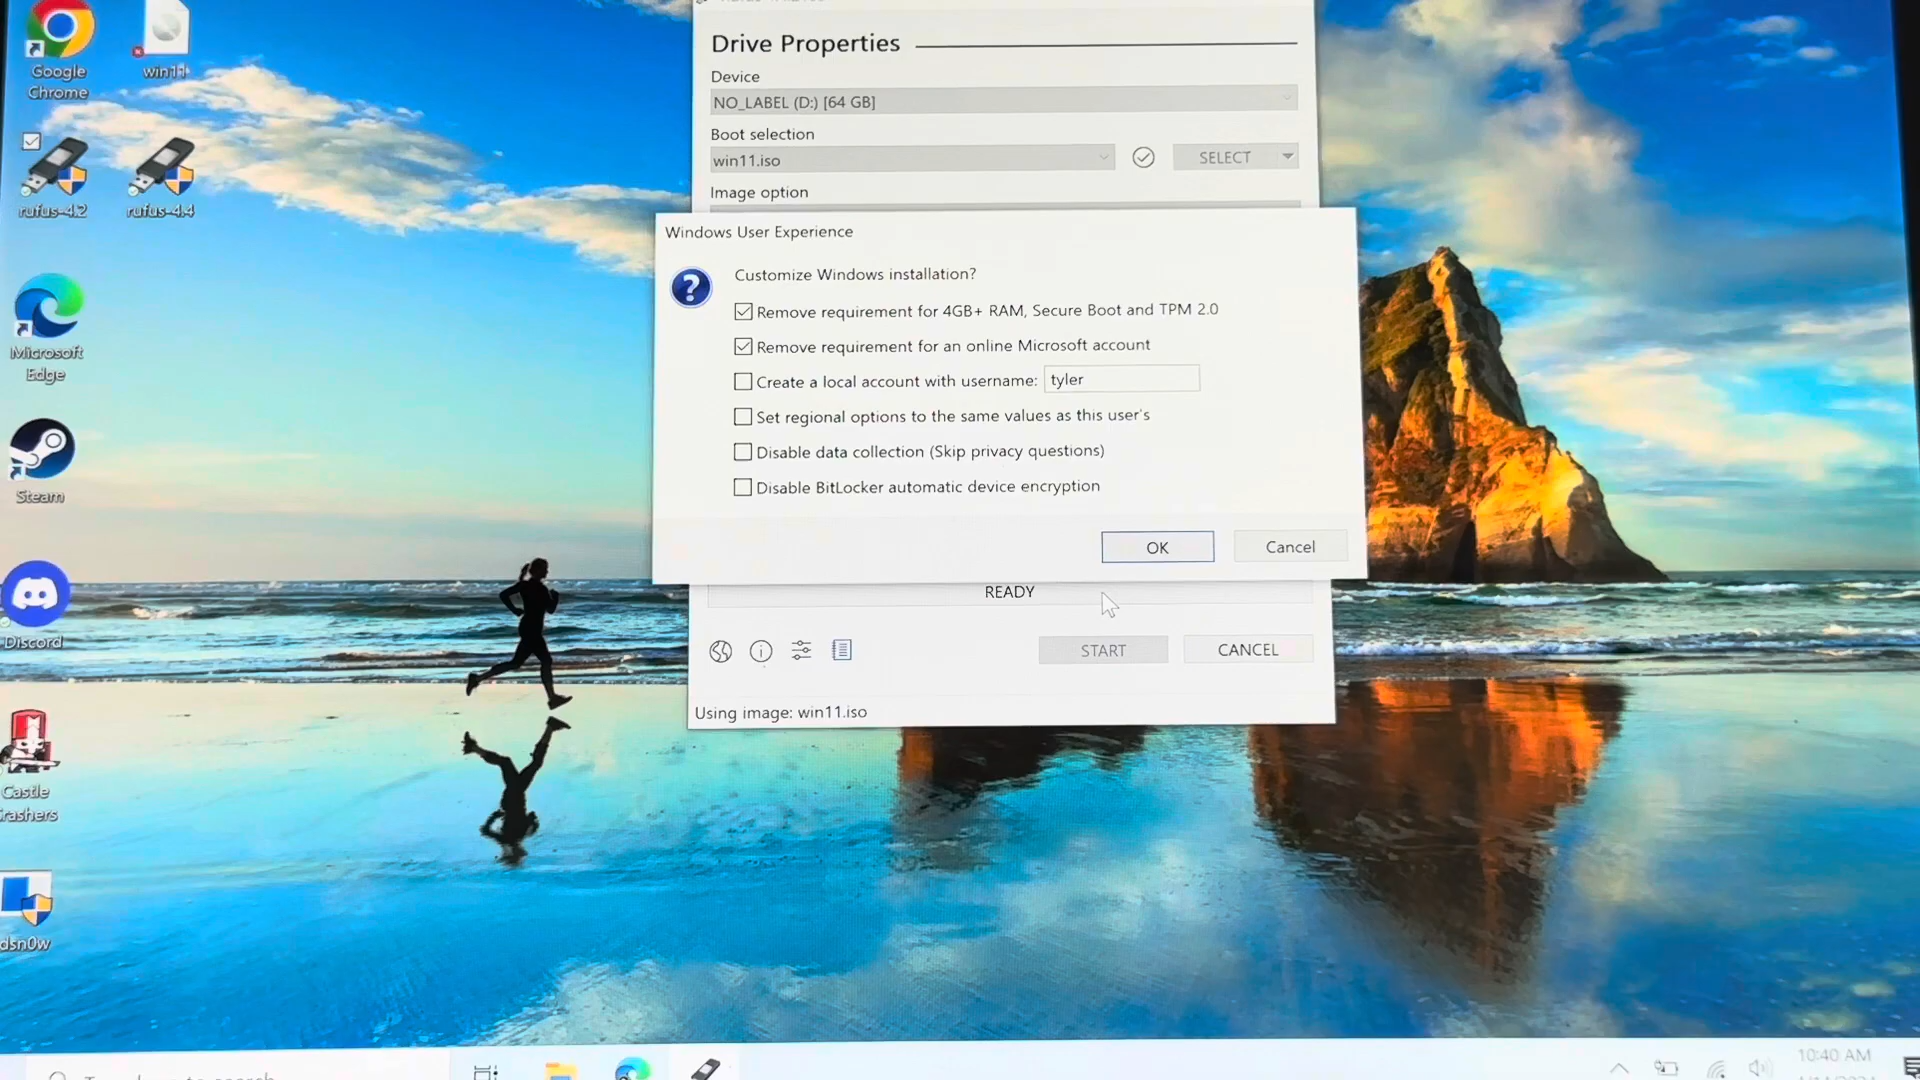 Drive Properties
Device
NO_LABEL (D:) [64 GB]
Boot selection
win11.iso
SELECT
Image option
Windows User Experience
Customize Windows installation?
Remove requirement for 4GB+ RAM, Secure Boot and TPM 2.0
Remove requirement for an online Microsoft account
Create a local account with username: tyler
Set regional options to the same values as this user's
Disable data collection (Skip privacy questions)
Disable BitLocker automatic device encryption
OK
Cancel
READY
START
CANCEL
Using image: win11.iso
Google
Chrome
win11
rufus-4.2
rufus-4.4
Microsoft
Edge
Steam
Discord
Castle
Crashers
dsn0w
10:40 AM